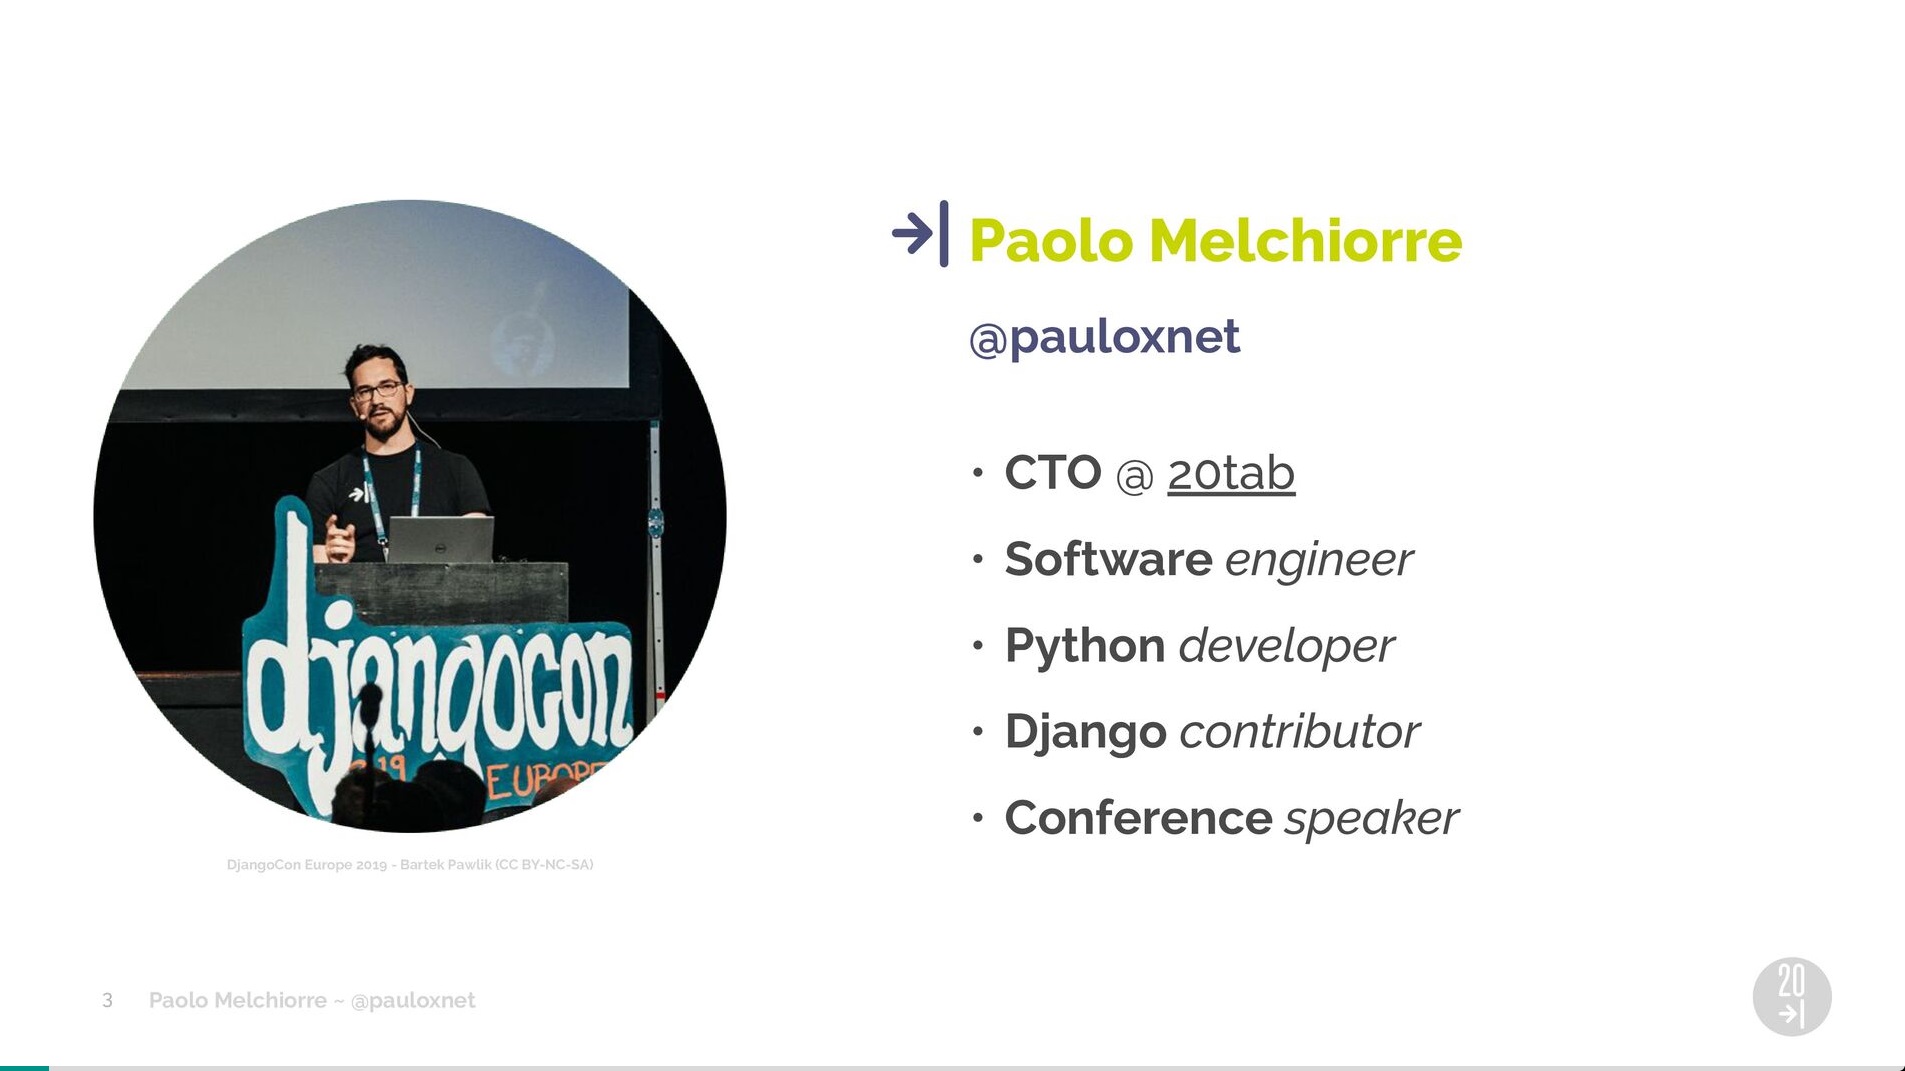 Paolo Melchiorre
@pauloxnet
• CTO @ 20tab
• Software engineer
• Python developer
• Django contributor
• Conference speaker
djangocon
19 EUROPE
DjangoCon Europe 2019 - Bartek Pawlik (CC BY-NC-SA)
3 Paolo Melchiorre ~ @pauloxnet
20